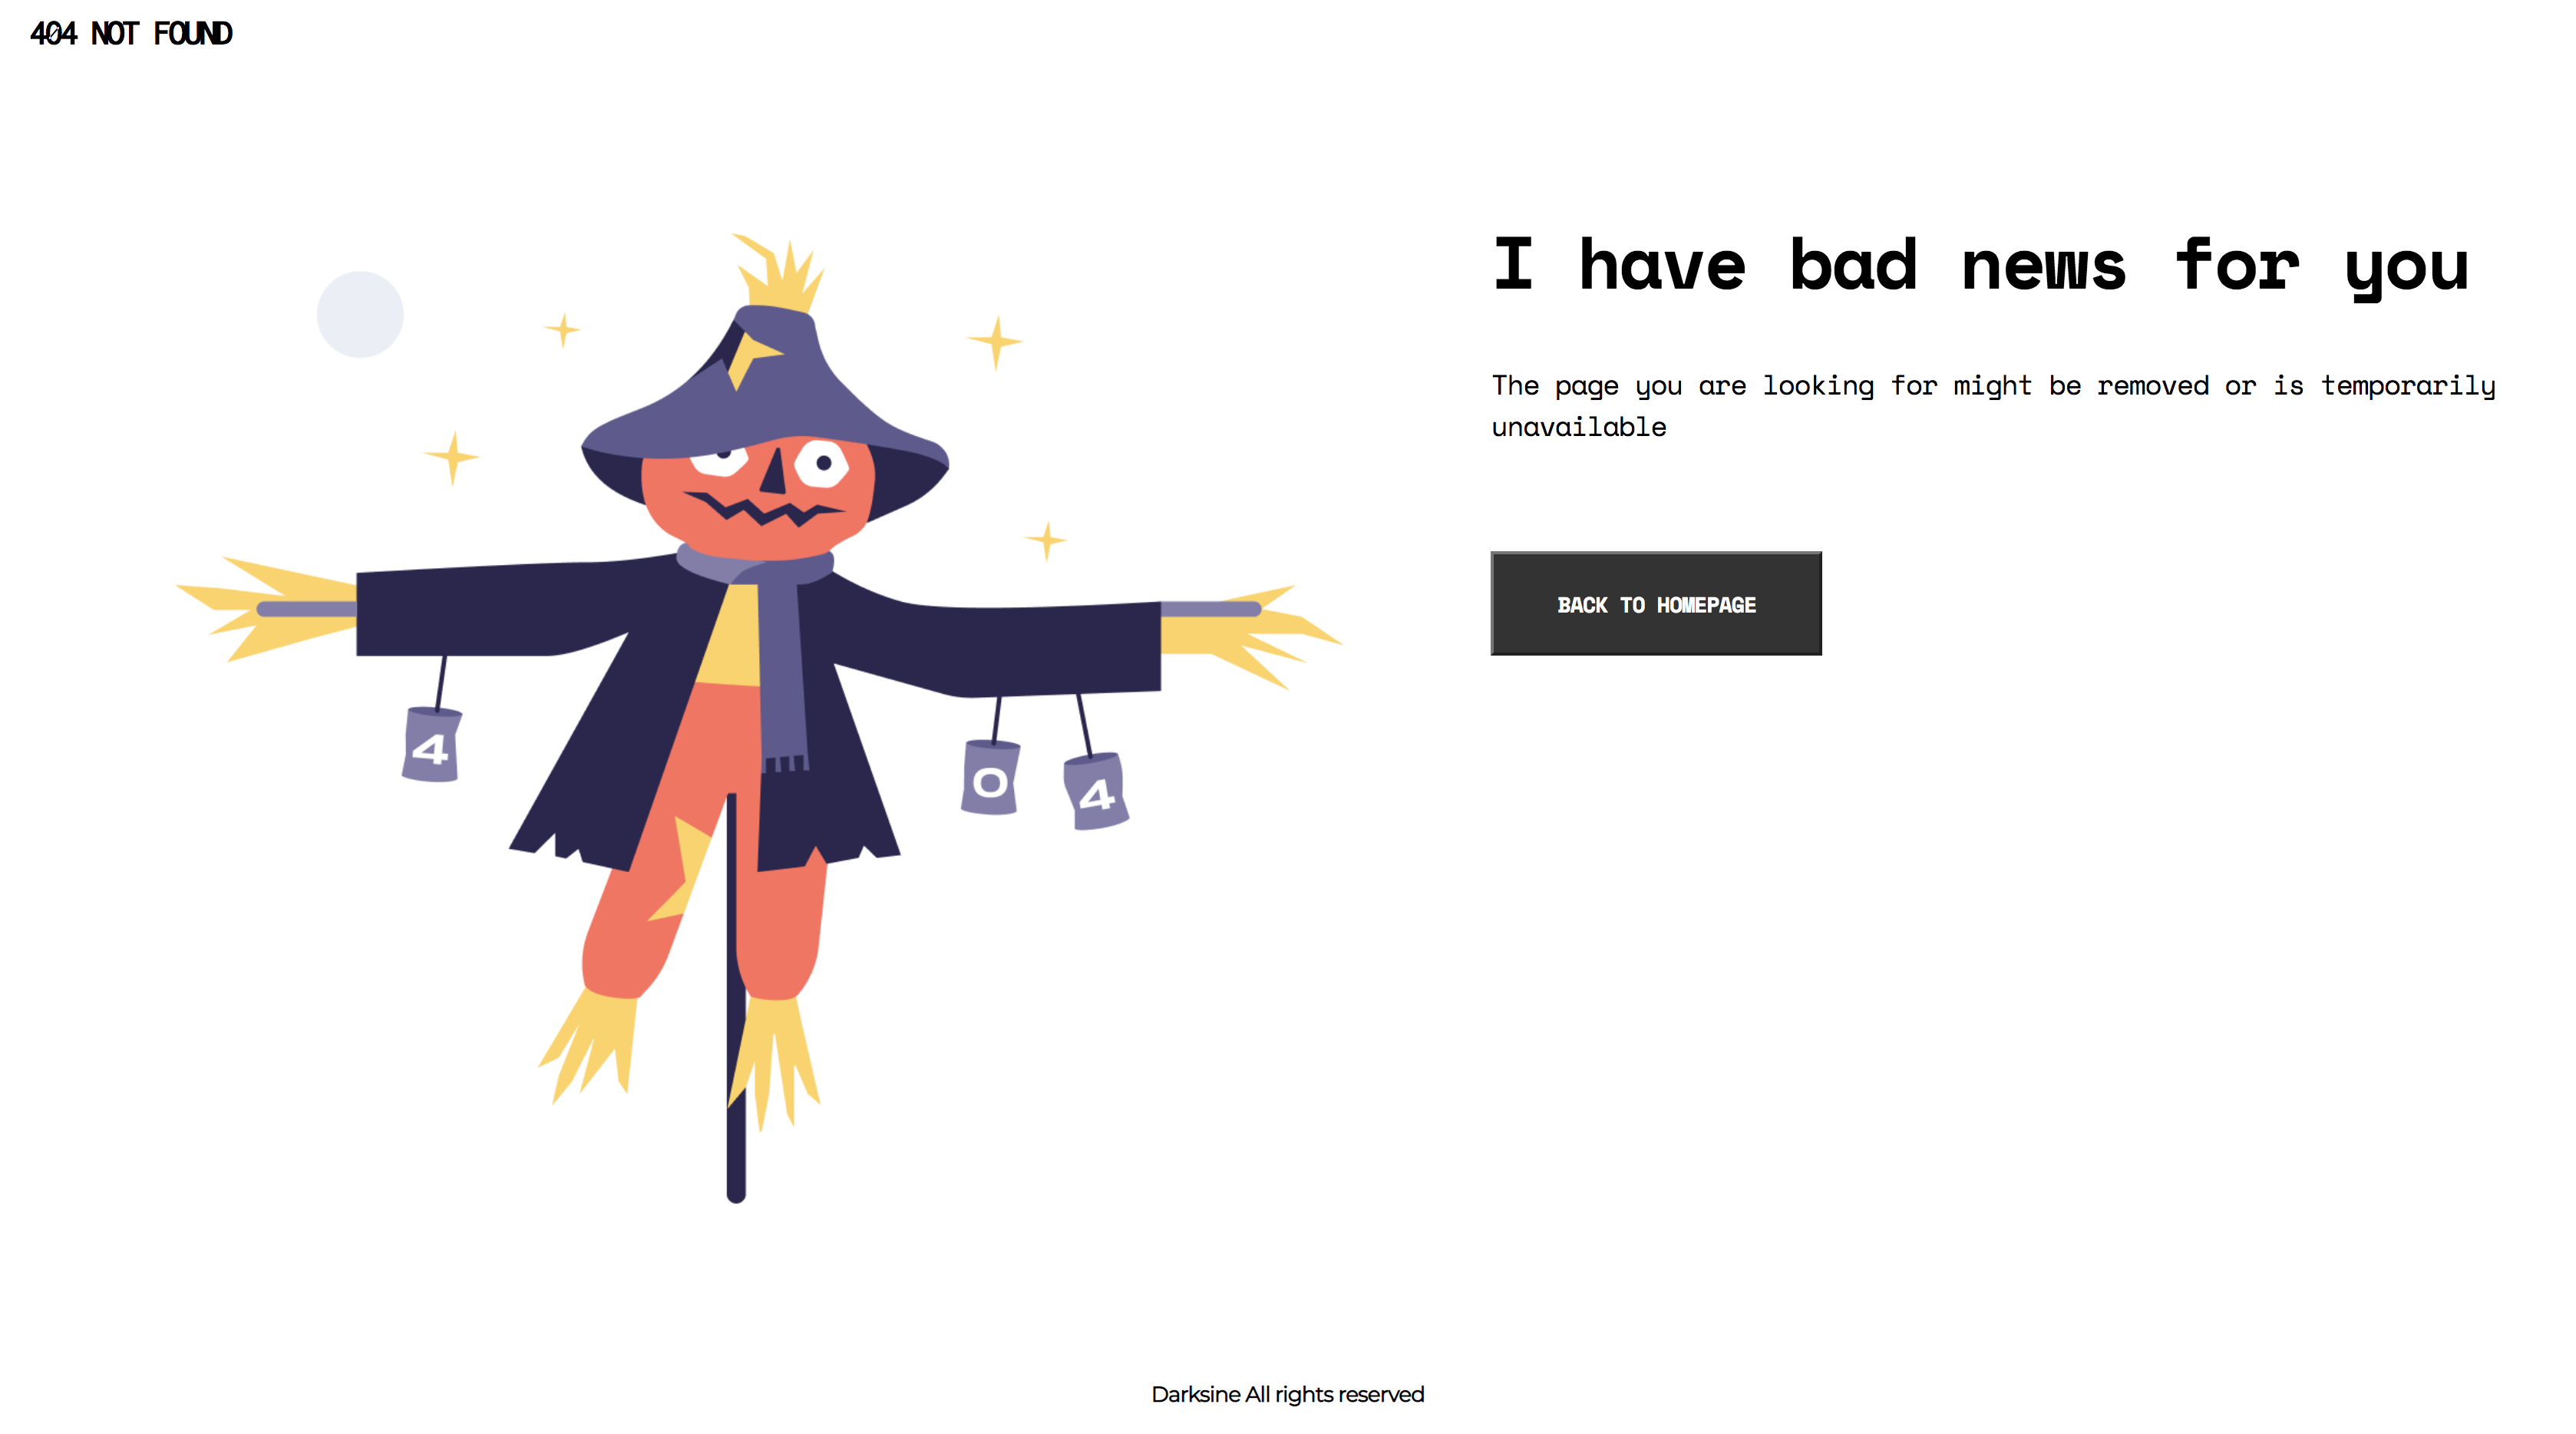 404 NOT FOUND
I have bad news for you
The page you are looking for might be removed or is temporarily
unavailable
BACK TO HOMEPAGE
4
0
4
Darksine All rights reserved